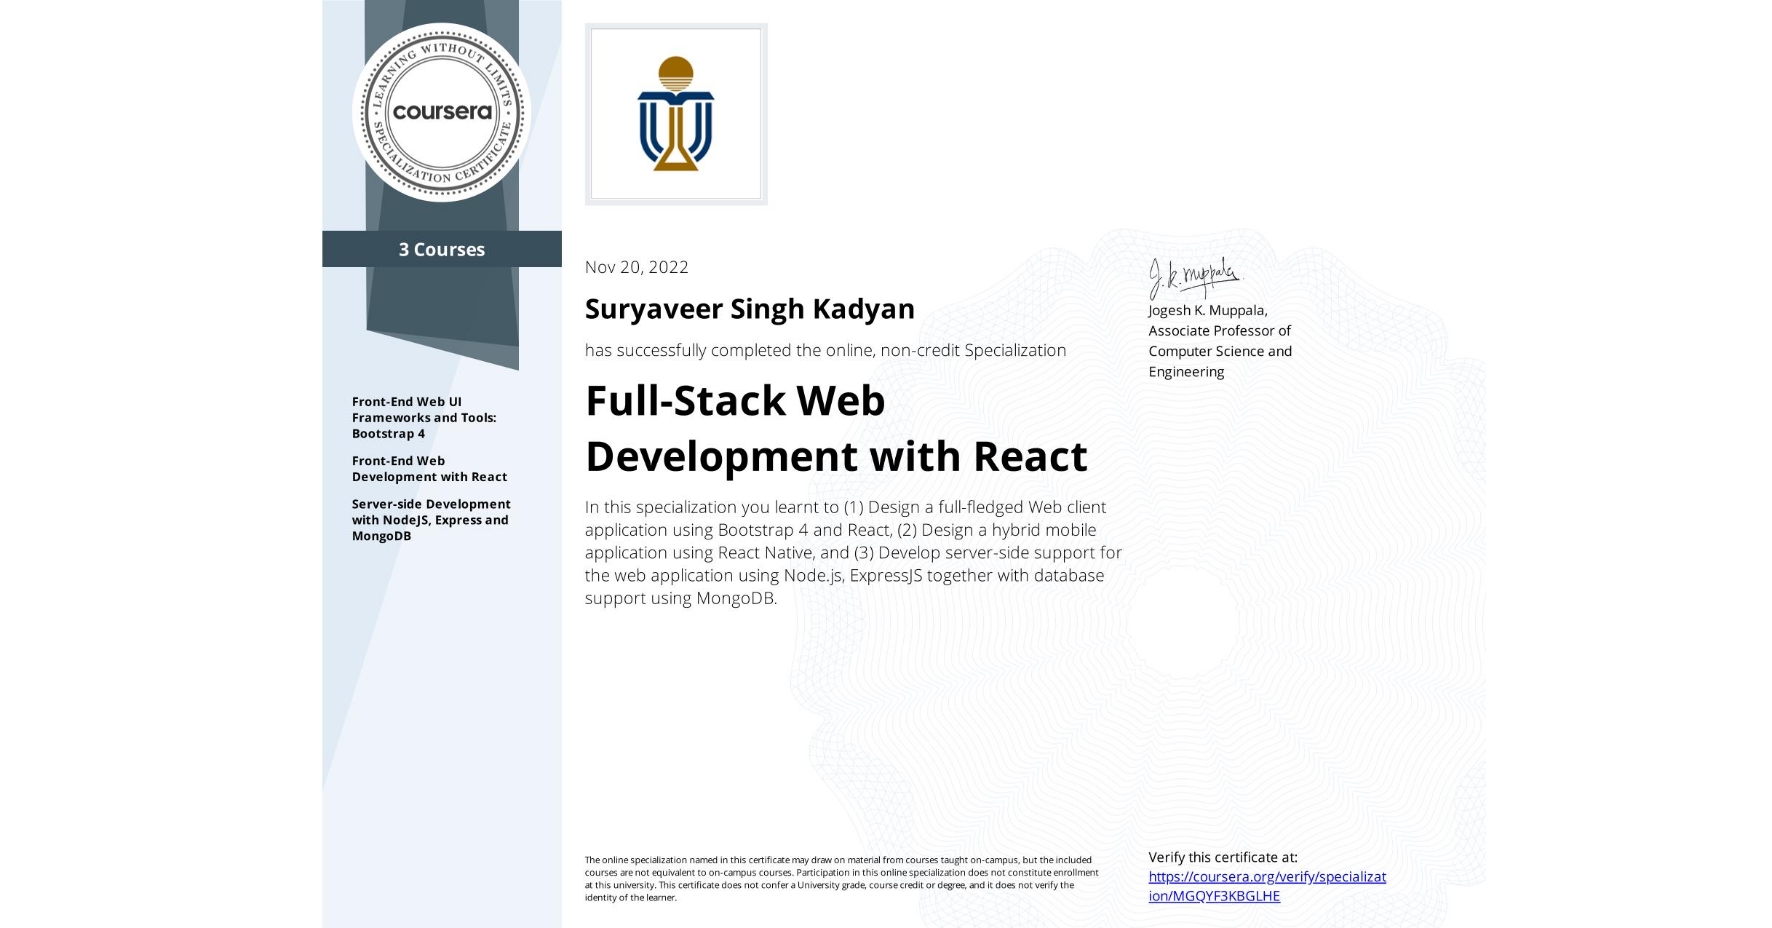 LEARNING WITHOUT LIMITS
coursera
SPECIALIZATION CERTIFICATE
3 Courses
Front-End Web UI
Frameworks and Tools:
Bootstrap 4
Front-End Web
Development with React
Server-side Development
with NodeJS, Express and
MongoDB
Nov 20, 2022
Suryaveer Singh Kadyan
has successfully completed the online, non-credit Specialization
Full-Stack Web
Development with React
In this specialization you learnt to (1) Design a full-fledged Web client
application using Bootstrap 4 and React, (2) Design a hybrid mobile
application using React Native, and (3) Develop server-side support for
the web application using Node.js, ExpressJS together with database
support using MongoDB.
J.K. Muppala
Jogesh K. Muppala,
Associate Professor of
Computer Science and
Engineering
The online specialization named in this certificate may draw on material from courses taught on-campus, but the included
courses are not equivalent to on-campus courses. Participation in this online specialization does not constitute enrollment
at this university. This certificate does not confer a University grade, course credit or degree, and it does not verify the
identity of the learner.
Verify this certificate at:
https://coursera.org/verify/specializat
ion/MGQYF3KBGLHE